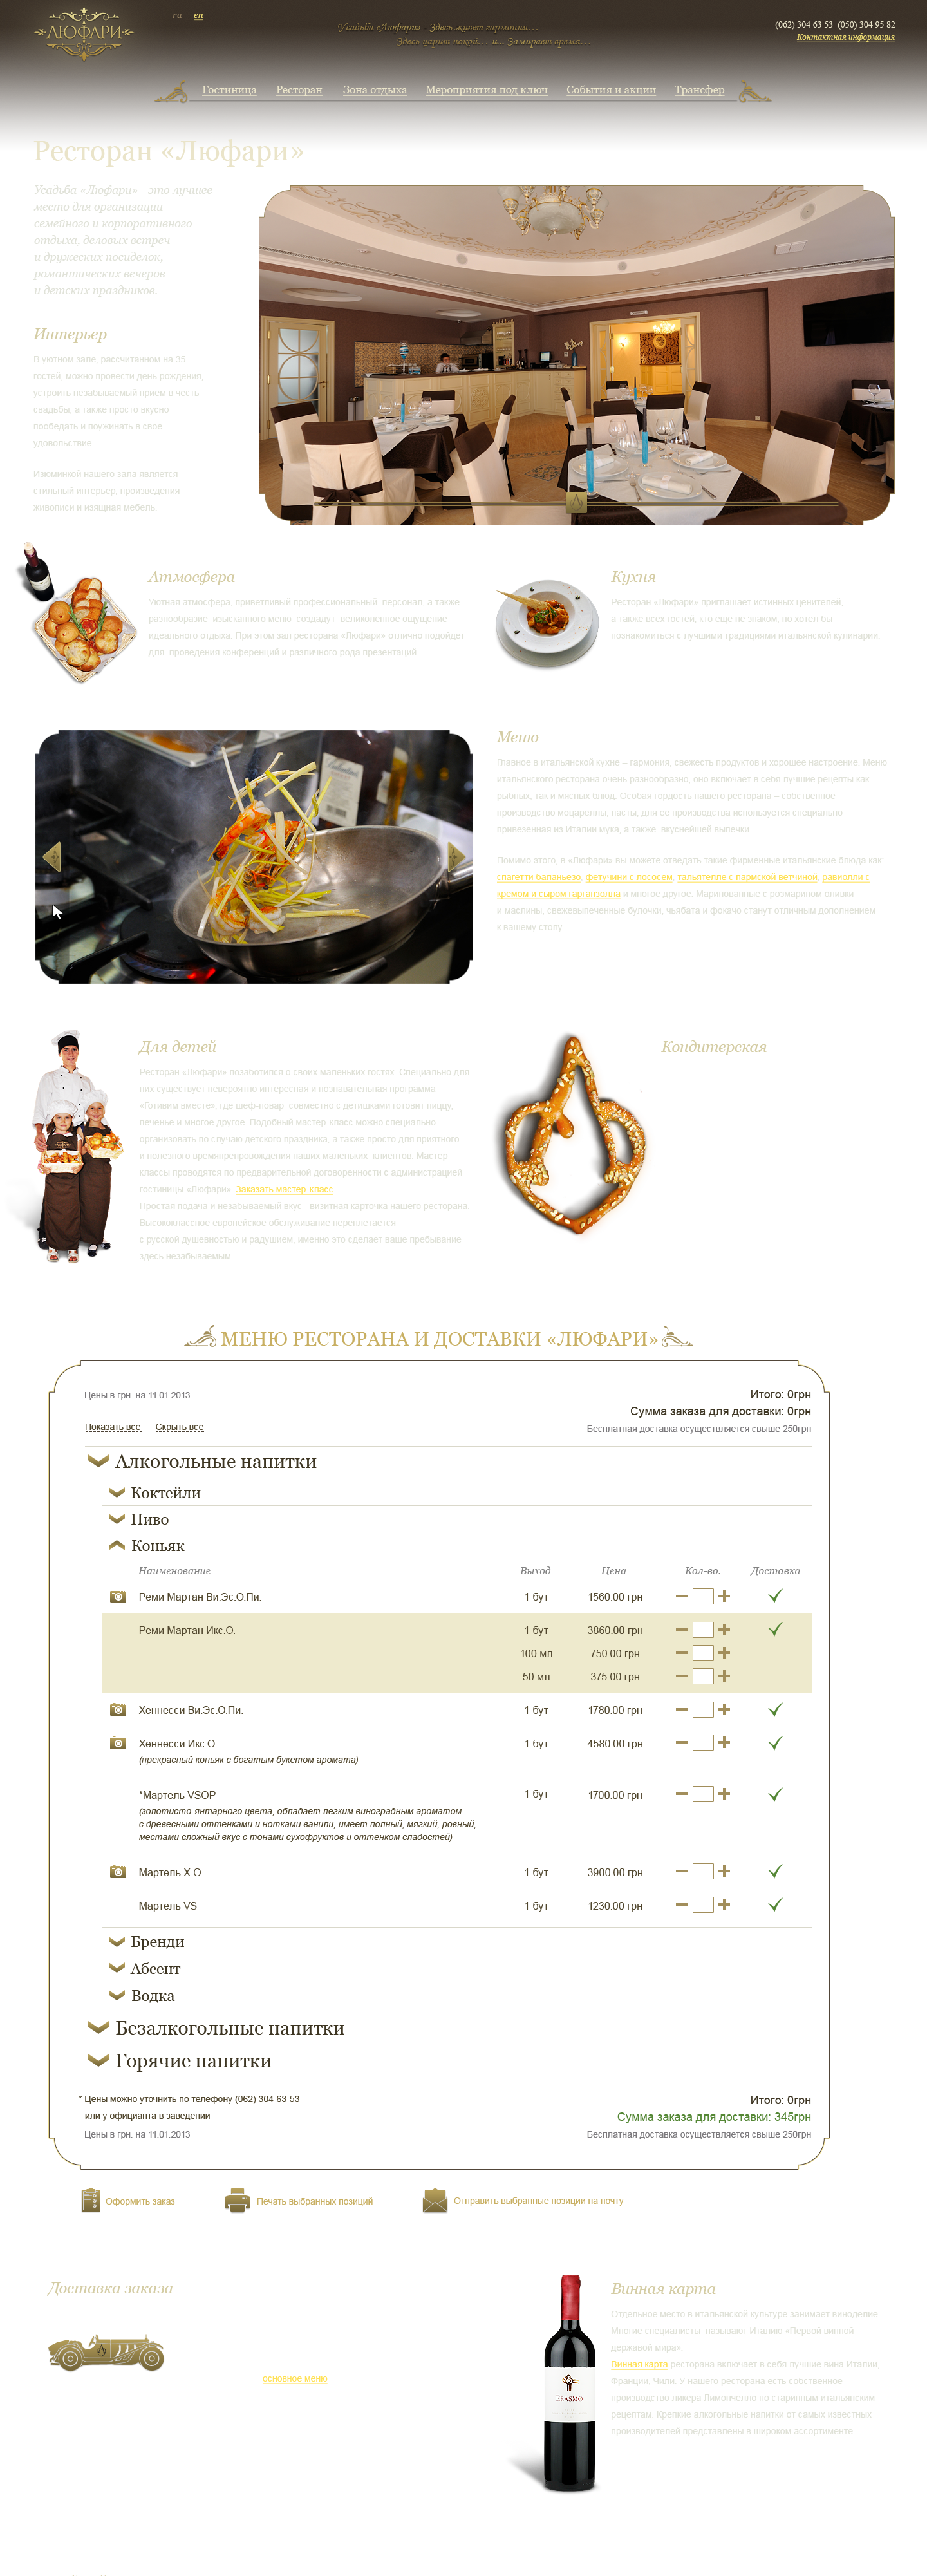 ЛЮФАРИ
ru en
Усадьба «Люфари» - Здесь живет гармония…
Здесь царит покой… и... Замирает время…
(062) 304 63 53 (050) 304 95 82
Контактная информация
Гостиница Ресторан Зона отдыха Мероприятия под ключ События и акции Трансфер
Ресторан «Люфари»
Усадьба «Люфари» - это лучшее
место для организации
семейного и корпоративного
отдыха, деловых встреч
и дружеских посиделок,
романтических вечеров
и детских праздников.
Интерьер
В уютном зале, рассчитанном на 35
гостей, можно провести день рождения,
устроить незабываемый прием в честь
свадьбы, а также просто вкусно
пообедать и поужинать в свое
удовольствие.
Изюминкой нашего зала является
стильный интерьер, произведения
живописи и изящная мебель.
Атмосфера
Уютная атмосфера, приветливый профессиональный персонал, а также
разнообразие изысканного меню создадут великолепное ощущение
идеального отдыха. При этом зал ресторана «Люфари» отлично подойдет
для проведения конференций и различного рода презентаций.
Кухня
Ресторан «Люфари» приглашает истинных ценителей,
а также всех гостей, кто еще не знаком, но хотел бы
познакомиться с лучшими традициями итальянской кулинарии.
Меню
Главное в итальянской кухне – гармония, свежесть продуктов и хорошее настроение. Меню
итальянского ресторана очень разнообразно, оно включает в себя лучшие рецепты как
рыбных, так и мясных блюд. Особая гордость нашего ресторана – собственное
производство моцареллы, пасты, для ее производства используется специально
привезенная из Италии мука, а также вкуснейшей выпечки.
Помимо этого, в «Люфари» вы можете отведать такие фирменные итальянские блюда как:
спагетти баланьезо, фетучини с лососем, тальятелле с пармской ветчиной, равиолли с
кремом и сыром гарганзолла и многое другое. Маринованные с розмарином оливки
и маслины, свежевыпеченные булочки, чьябата и фокачо станут отличным дополнением
к вашему столу.
Для детей
Ресторан «Люфари» позаботился о своих маленьких гостях. Специально для
них существует невероятно интересная и познавательная программа
«Готовим вместе», где шеф-повар совместно с детишками готовит пиццу,
печенье и многое другое. Подобный мастер-класс можно специально
организовать по случаю детского праздника, а также просто для приятного
и полезного времяпрепровождения наших маленьких клиентов. Мастер
классы проводятся по предварительной договоренности с администрацией
гостиницы «Люфари». Заказать мастер-класс
Простая подача и незабываемый вкус –визитная карточка нашего ресторана.
Высококлассное европейское обслуживание переплетается
с русской душевностью и радушием, именно это сделает ваше пребывание
здесь незабываемым.
Кондитерская
МЕНЮ РЕСТОРАНА И ДОСТАВКИ «ЛЮФАРИ»
Цены в грн. на 11.01.2013
Итого: 0грн
Сумма заказа для доставки: 0грн
Показать все Скрыть все
Бесплатная доставка осуществляется свыше 250грн
Алкогольные напитки
Коктейли
Пиво
Коньяк
Наименование Выход Цена Кол-во. Доставка
Реми Мартан Ви.Эс.О.Пи. 1 бут 1560.00 грн
Реми Мартан Икс.О. 1 бут 3860.00 грн
100 мл 750.00 грн
50 мл 375.00 грн
Хеннесси Ви.Эс.О.Пи. 1 бут 1780.00 грн
Хеннесси Икс.О. 1 бут 4580.00 грн
(прекрасный коньяк с богатым букетом аромата)
*Мартель VSOP 1 бут 1700.00 грн
(золотисто-янтарного цвета, обладает легким виноградным ароматом
с древесными оттенками и нотками ванили, имеет полный, мягкий, ровный,
местами сложный вкус с тонами сухофруктов и оттенком сладостей)
Мартель Х О 1 бут 3900.00 грн
Мартель VS 1 бут 1230.00 грн
Бренди
Абсент
Водка
Безалкогольные напитки
Горячие напитки
* Цены можно уточнить по телефону (062) 304-63-53
или у официанта в заведении
Цены в грн. на 11.01.2013
Итого: 0грн
Сумма заказа для доставки: 345грн
Бесплатная доставка осуществляется свыше 250грн
Оформить заказ Печать выбранных позиций Отправить выбранные позиции на почту
Доставка заказа
основное меню
ERASMO
Винная карта
Отдельное место в итальянской культуре занимает виноделие.
Многие специалисты называют Италию «Первой винной
державой мира».
Винная карта ресторана включает в себя лучшие вина Италии,
Франции, Чили. У нашего ресторана есть собственное
производство ликера Лимончелло по старинным итальянским
рецептам. Крепкие алкогольные напитки от самых известных
производителей представлены в широком ассортименте.